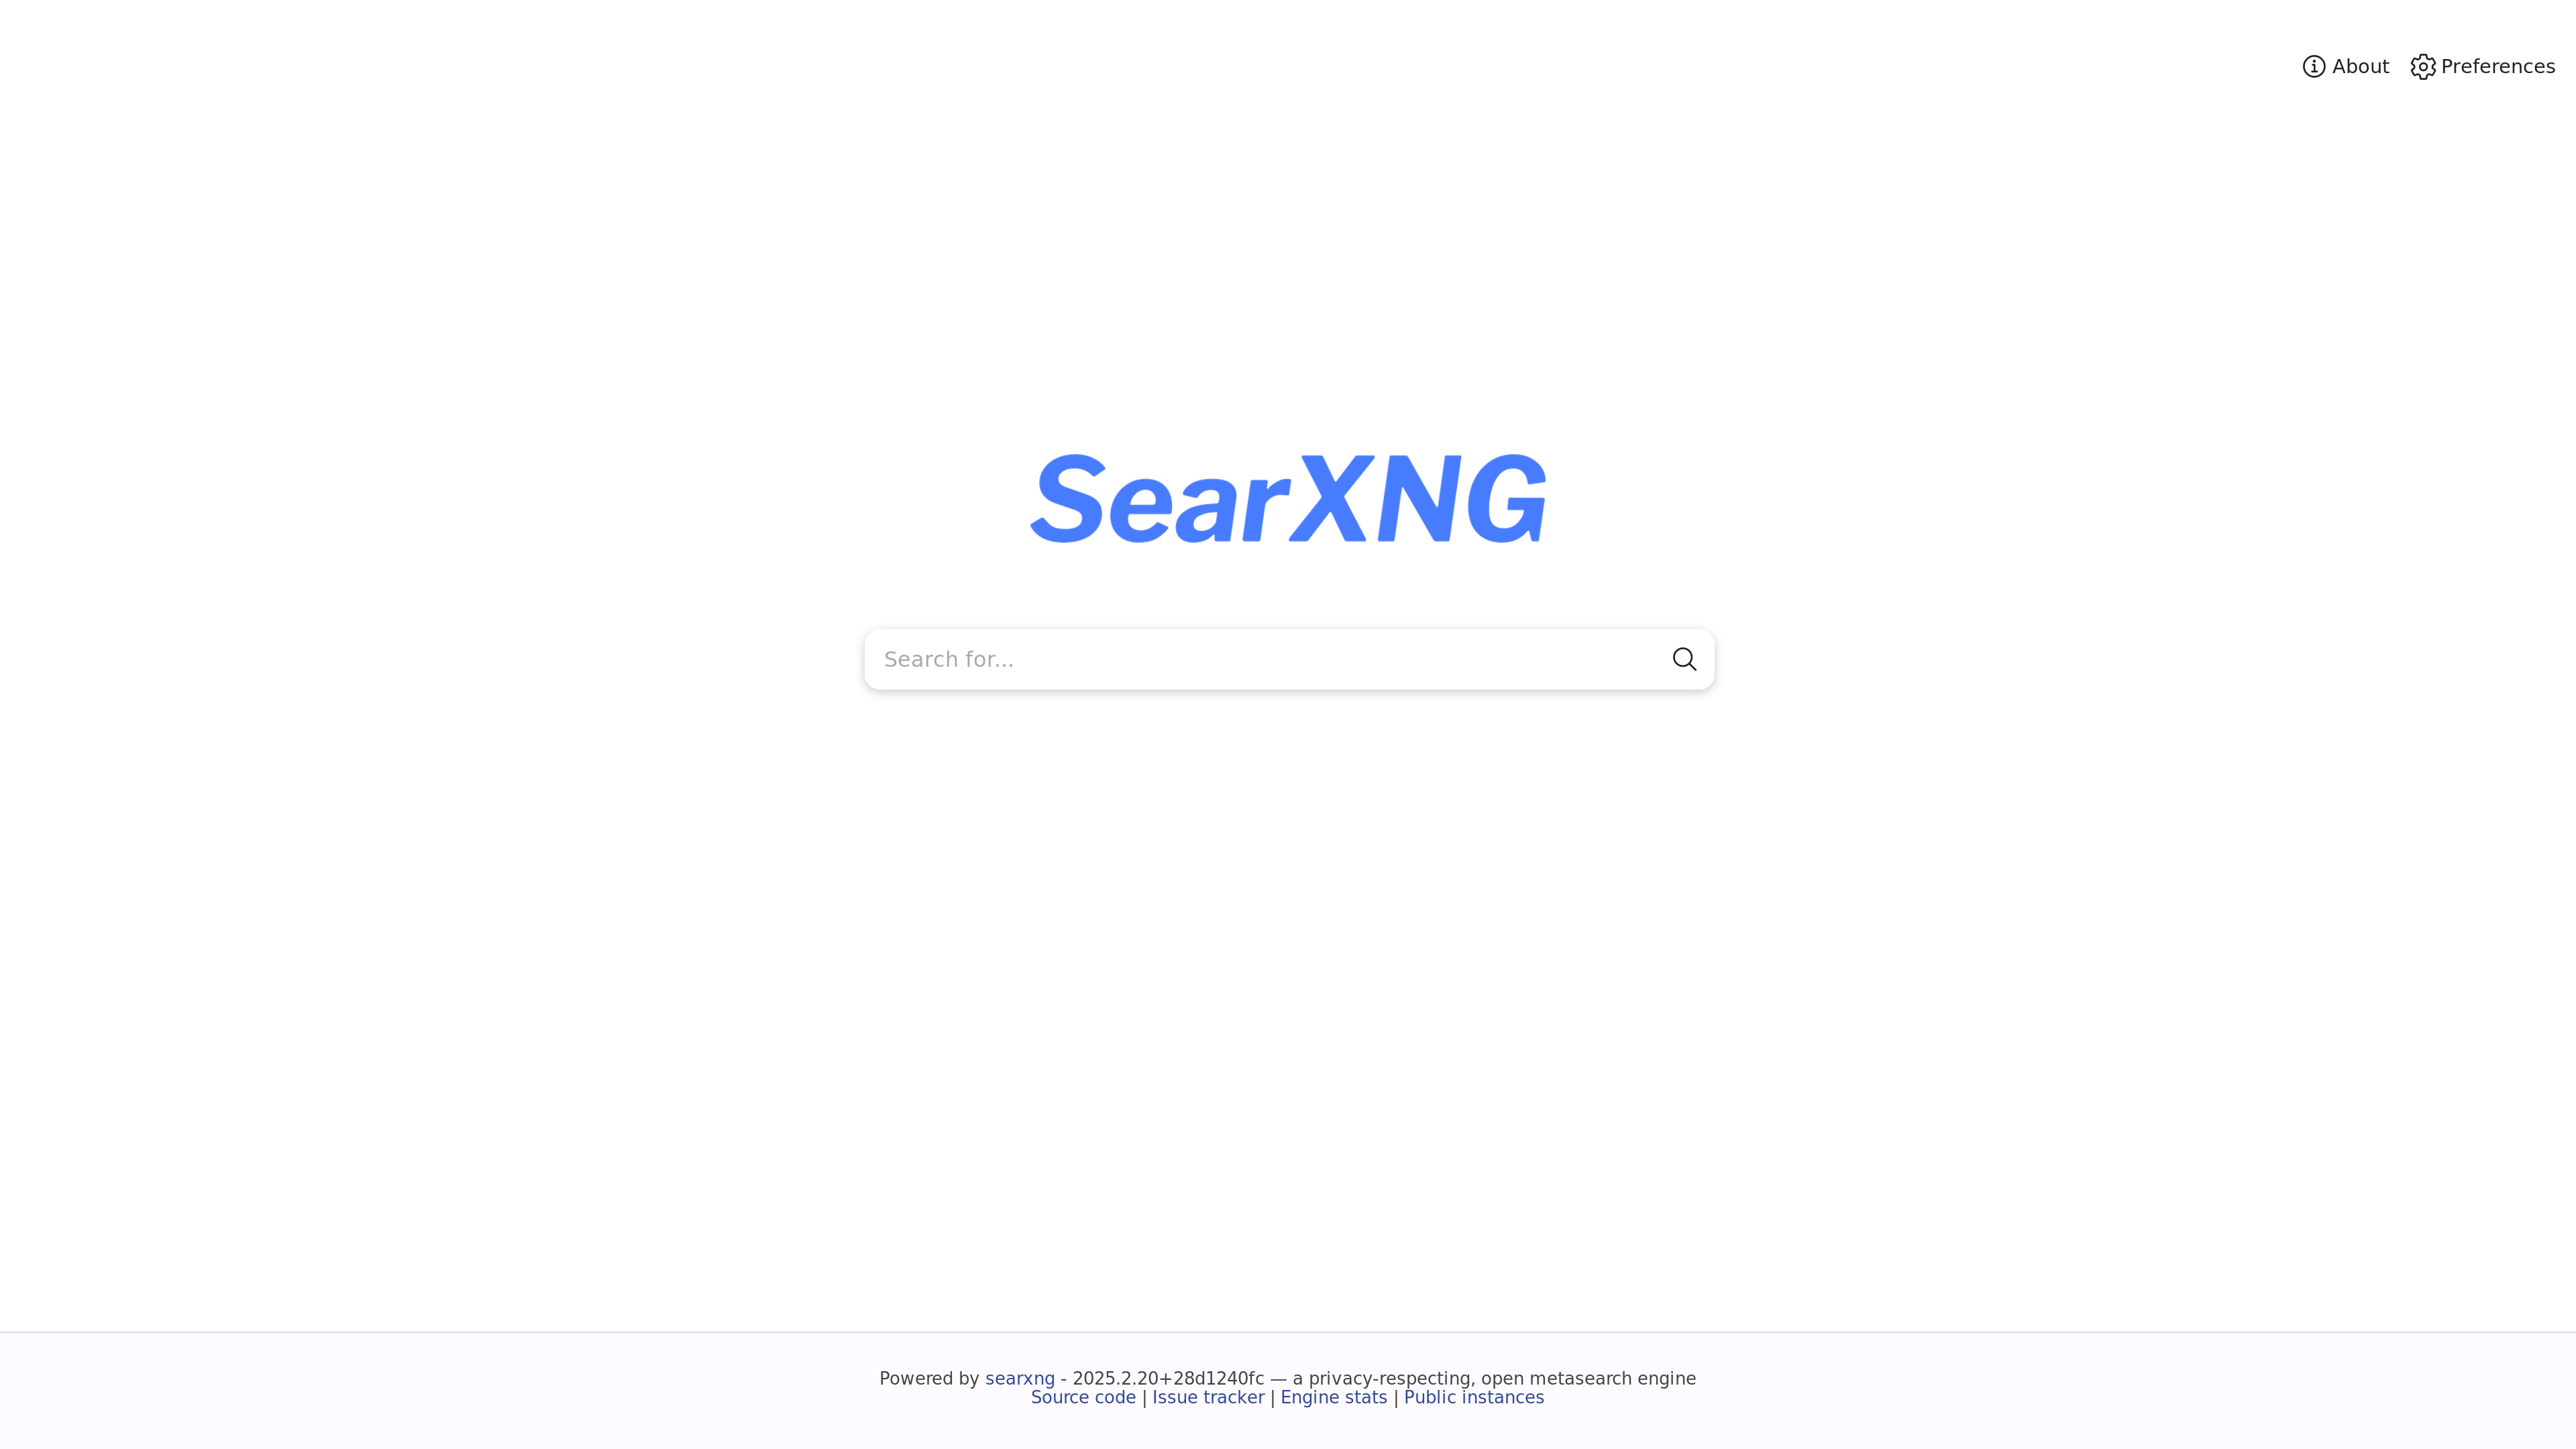 About Preferences
SearXNG
Search for...
Powered by searxng - 2025.2.20+28d1240fc — a privacy-respecting, open metasearch engine
Source code | Issue tracker | Engine stats | Public instances